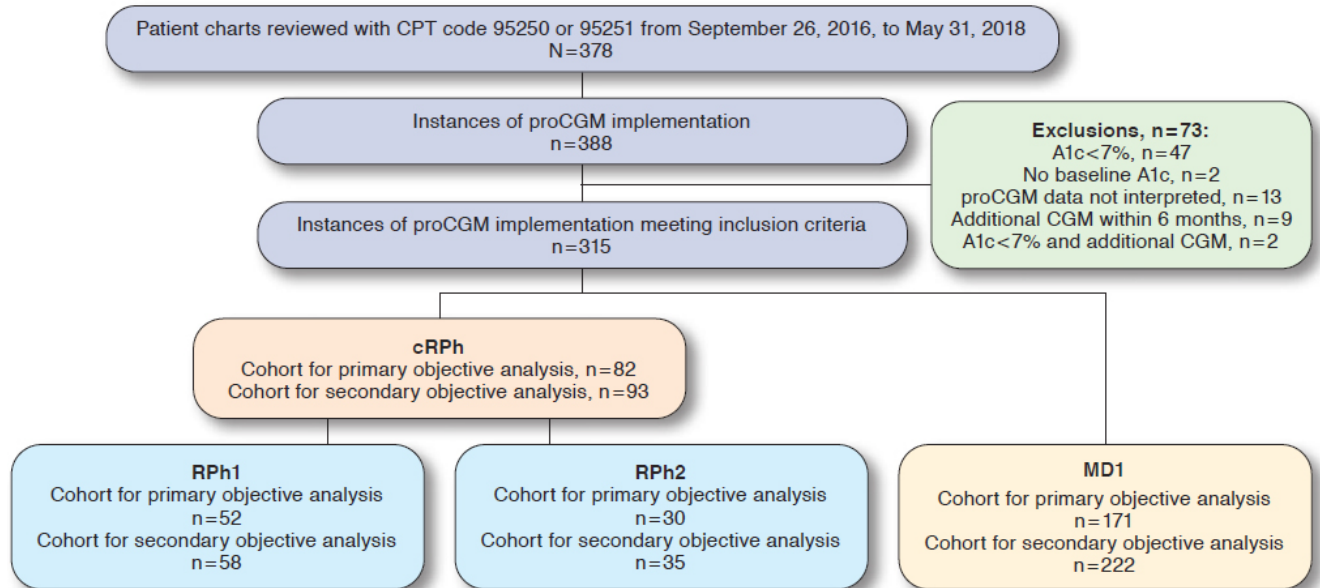 Patient charts reviewed with CPT code 95250 or 95251 from September 26, 2016, to May 31, 2018
N=378
Instances of proCGM implementation
n=388
Exclusions, n=73:
A1c<7%, n=47
No baseline A1c, n=2
proCGM data not interpreted, n=13
Additional CGM within 6 months, n=9
A1c<7% and additional CGM, n=2
Instances of proCGM implementation meeting inclusion criteria
n=315
cRPh
Cohort for primary objective analysis, n=82
Cohort for secondary objective analysis, n=93
RPh1
Cohort for primary objective analysis
n=52
Cohort for secondary objective analysis
n=58
RPh2
Cohort for primary objective analysis
n=30
Cohort for secondary objective analysis
n=35
MD1
Cohort for primary objective analysis
n=171
Cohort for secondary objective analysis
n=222